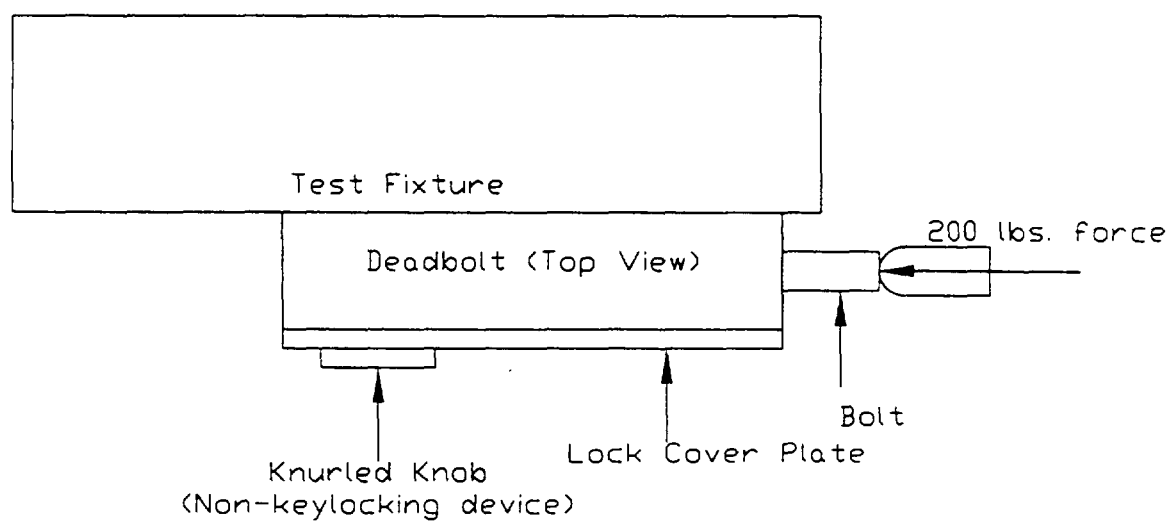 Test Fixture
200 lbs. force
Deadbolt (Top View)
Bolt
Lock Cover Plate
Knurled Knob
(Non-keylocking device)